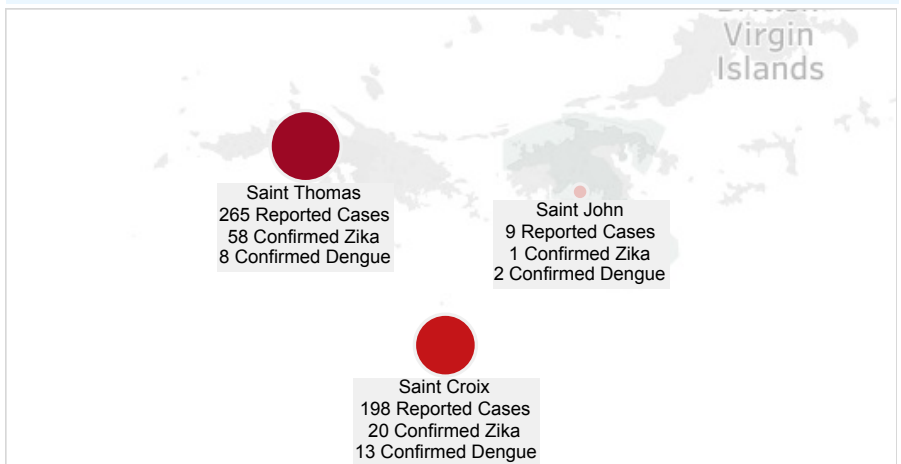 Virgin
Islands
Saint Thomas
265 Reported Cases
58 Confirmed Zika
8 Confirmed Dengue
Saint John
9 Reported Cases
1 Confirmed Zika
2 Confirmed Dengue
Saint Croix
198 Reported Cases
20 Confirmed Zika
13 Confirmed Dengue